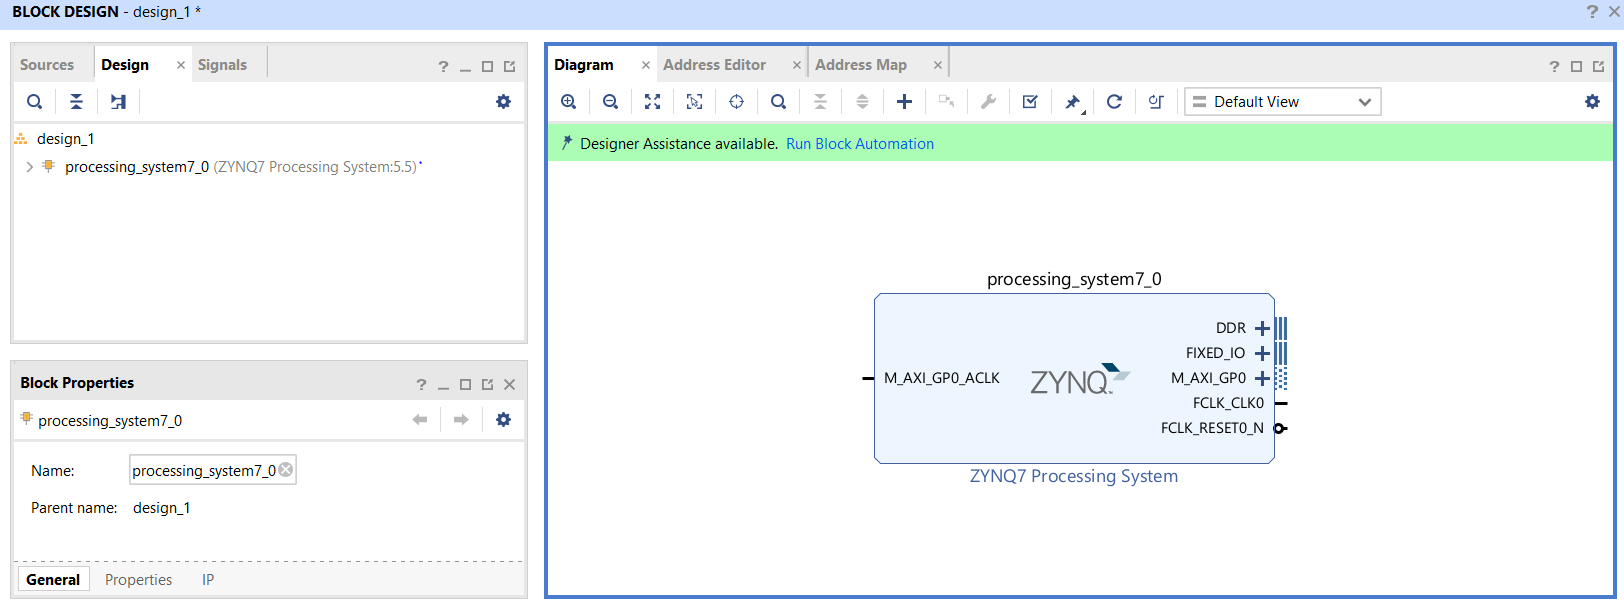 BLOCK DESIGN - design_1 *
Sources Design Signals
design_1
processing_system7_0 (ZYNQ7 Processing System:5.5)
Block Properties
processing_system7_0
Name: processing_system7_0
Parent name: design_1
General Properties IP
Diagram Address Editor Address Map
Default View
Designer Assistance available. Run Block Automation
processing_system7_0
DDR
FIXED_IO
M_AXI_GP0_ACLK ZYNQ M_AXI_GP0
FCLK_CLK0
FCLK_RESET0_N
ZYNQ7 Processing System